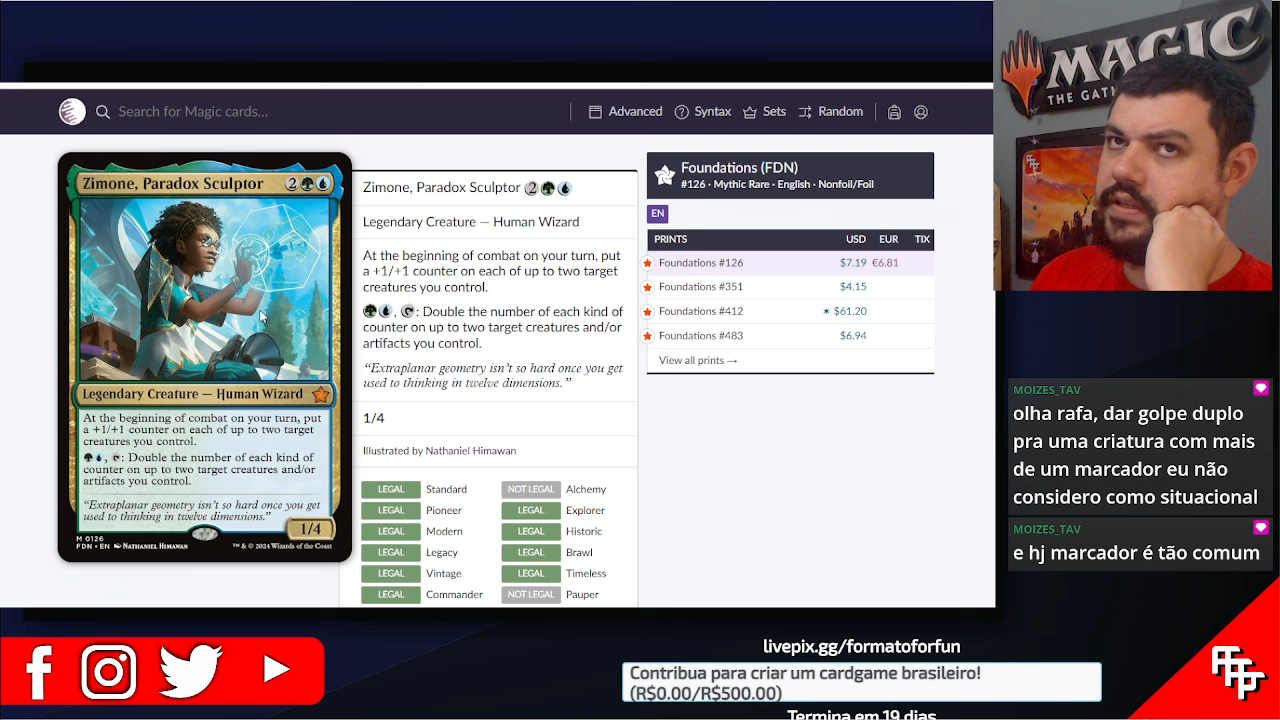 Search for Magic cards...
Advanced
Syntax
Sets
Random
Zimone, Paradox Sculptor 2
Legendary Creature — Human Wizard
At the beginning of combat on your turn, put
a +1/+1 counter on each of up to two target
creatures you control.
: Double the number of each kind of
counter on up to two target creatures and/or
artifacts you control.
“Extraplanar geometry isn’t so hard once you get
used to thinking in twelve dimensions.”
1/4
M 0126
FDN • EN NATHANIEL HIMAWAN
™ & © 2024 Wizards of the Coast
Zimone, Paradox Sculptor 2
Legendary Creature — Human Wizard
At the beginning of combat on your turn, put
a +1/+1 counter on each of up to two target
creatures you control.
, : Double the number of each kind of
counter on up to two target creatures and/or
artifacts you control.
“Extraplanar geometry isn’t so hard once you get
used to thinking in twelve dimensions.”
1/4
Illustrated by Nathaniel Himawan
LEGAL Standard NOT LEGAL Alchemy
LEGAL Pioneer LEGAL Explorer
LEGAL Modern LEGAL Historic
LEGAL Legacy LEGAL Brawl
LEGAL Vintage LEGAL Timeless
LEGAL Commander NOT LEGAL Pauper
Foundations (FDN)
#126 · Mythic Rare · English · Nonfoil/Foil
EN
PRINTS USD EUR TIX
Foundations #126 $7.19 €6.81
Foundations #351 $4.15
Foundations #412 ✶ $61.20
Foundations #483 $6.94
View all prints →
MAGIC
THE GATH
FFF
MOIZES_TAV
olha rafa, dar golpe duplo
pra uma criatura com mais
de um marcador eu não
considero como situacional
MOIZES_TAV
e hj marcador é tão comum
livepix.gg/formatoforfun
Contribua para criar um cardgame brasileiro!
(R$0.00/R$500.00)
Termina em 19 dias
FFF